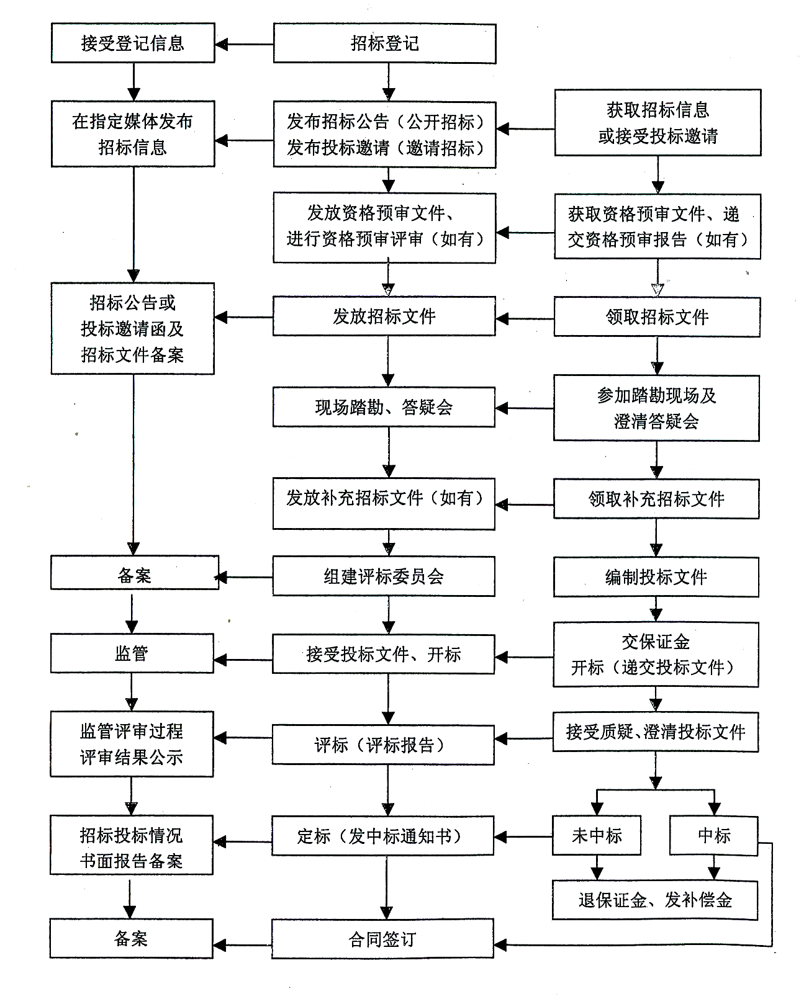 接受登记信息
招标登记
在指定媒体发布
招标信息
发布招标公告（公开招标）
发布投标邀请（邀请招标）
获取招标信息
或接受投标邀请
发放资格预审文件、
进行资格预审评审（如有）
获取资格预审文件、递
交资格预审报告（如有）
招标公告或
投标邀请函及
招标文件备案
发放招标文件
领取招标文件
现场踏勘、答疑会
参加踏勘现场及
澄清答疑会
发放补充招标文件（如有）
领取补充招标文件
备案
组建评标委员会
编制投标文件
监管
接受投标文件、开标
交保证金
开标（递交投标文件）
监管评审过程
评审结果公示
评标（评标报告）
接受质疑、澄清投标文件
招标投标情况
书面报告备案
定标（发中标通知书）
未中标
中标
退保证金、发补偿金
备案
合同签订